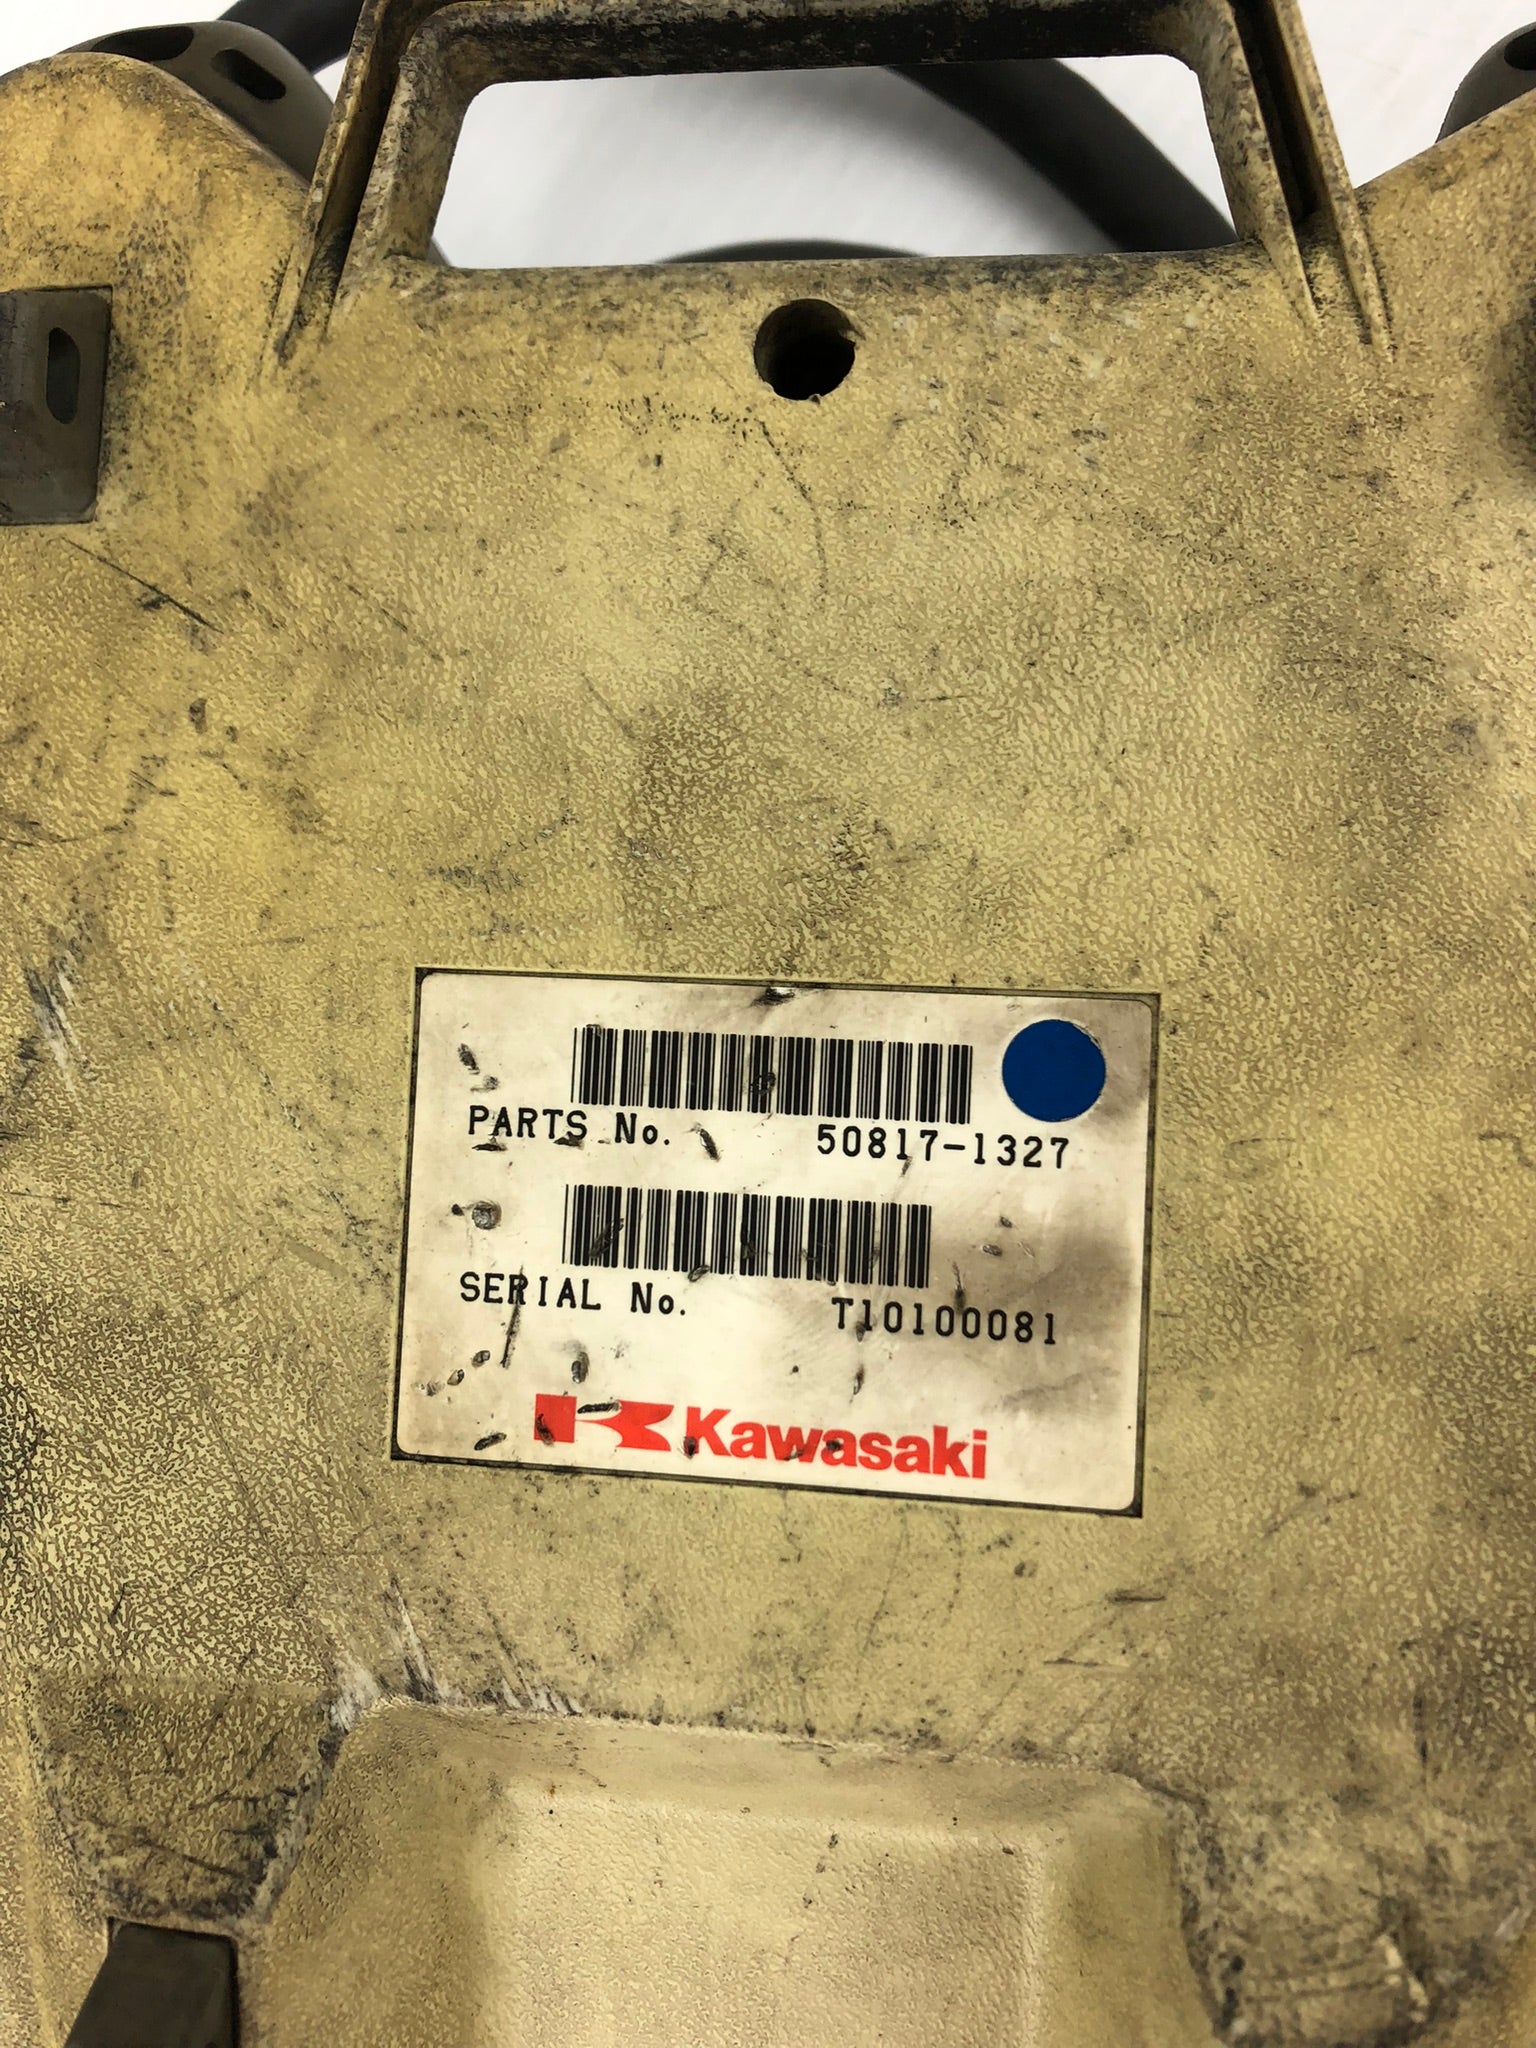 PARTS No. 50817-1327
SERIAL No. T10100081
Kawasaki